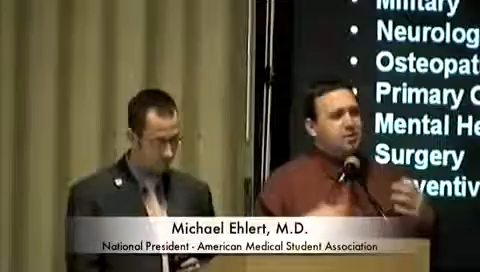 Military
Neurolog
Osteopat
Primary C
Mental He
Surgery
Michael Ehlert, M.D.
National President - American Medical Student Association